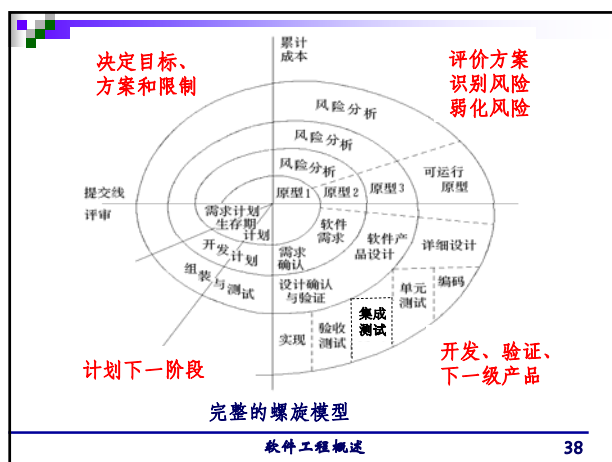 累计
成本
决定目标、
方案和限制
评价方案
识别风险
弱化风险
风险分析
风险分析
风险分析
可运行
原型
原型1
原型2
原型3
提交线
评审
需求计划
生存期
计划
开发计划
组装与测试
软件
需求
需求
确认
软件产
品设计
详细设计
设计确认
与验证
编码
单元
测试
集成
测试
验收
测试
实现
计划下一阶段
开发、验证、
下一级产品
完整的螺旋模型
软件工程概述
38